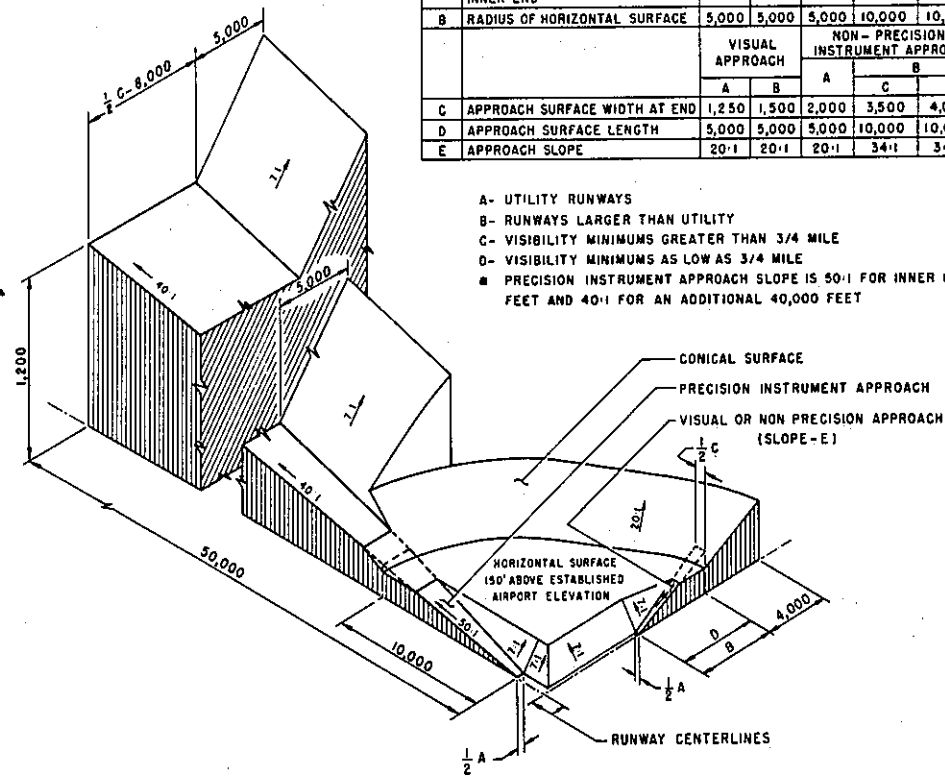 INNER END
B RADIUS OF HORIZONTAL SURFACE 5,000 5,000 5,000 10,000 10,
VISUAL APPROACH
NON-PRECISION
INSTRUMENT APPRO
A
B
A B C
C APPROACH SURFACE WIDTH AT END 1,250 1,500 2,000 3,500 4,0
D APPROACH SURFACE LENGTH 5,000 5,000 5,000 10,000 10,0
E APPROACH SLOPE 20:1 20:1 20:1 34:1 3
A- UTILITY RUNWAYS
B- RUNWAYS LARGER THAN UTILITY
C- VISIBILITY MINIMUMS GREATER THAN 3/4 MILE
D- VISIBILITY MINIMUMS AS LOW AS 3/4 MILE
PRECISION INSTRUMENT APPROACH SLOPE IS 50:1 FOR INNER
FEET AND 40:1 FOR AN ADDITIONAL 40,000 FEET
5,000
1/2 C-8,000
7:1
40:1
5,000
1,200
7:1
CONICAL SURFACE
PRECISION INSTRUMENT APPROACH
VISUAL OR NON PRECISION APPROACH
(SLOPE-E)
1/2 C
40:1
20:1
50,000
HORIZONTAL SURFACE
150' ABOVE ESTABLISHED
AIRPORT ELEVATION
50:1
7:1
7:1
7:1
7:1
4,000
D
B
10,000
1/2 A
RUNWAY CENTERLINES
1/2 A